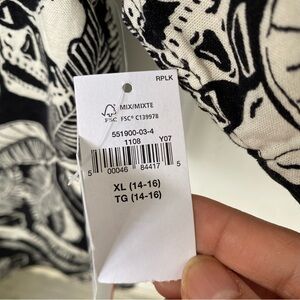 RPLK
MIX/MIXTE
FSC
FSC® C139978
551900-03-4
1108 Y07
5 00046 84417 5
XL (14-16)
TG (14-16)